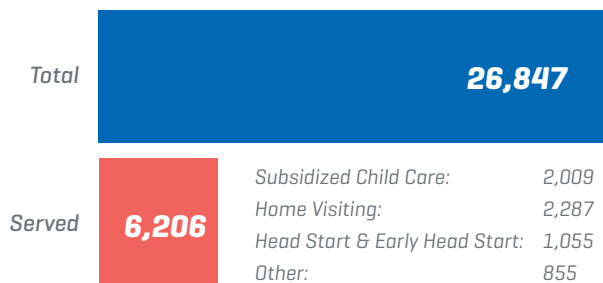 Total
26,847
Served
6,206
Subsidized Child Care: 2,009
Home Visiting: 2,287
Head Start & Early Head Start: 1,055
Other: 855